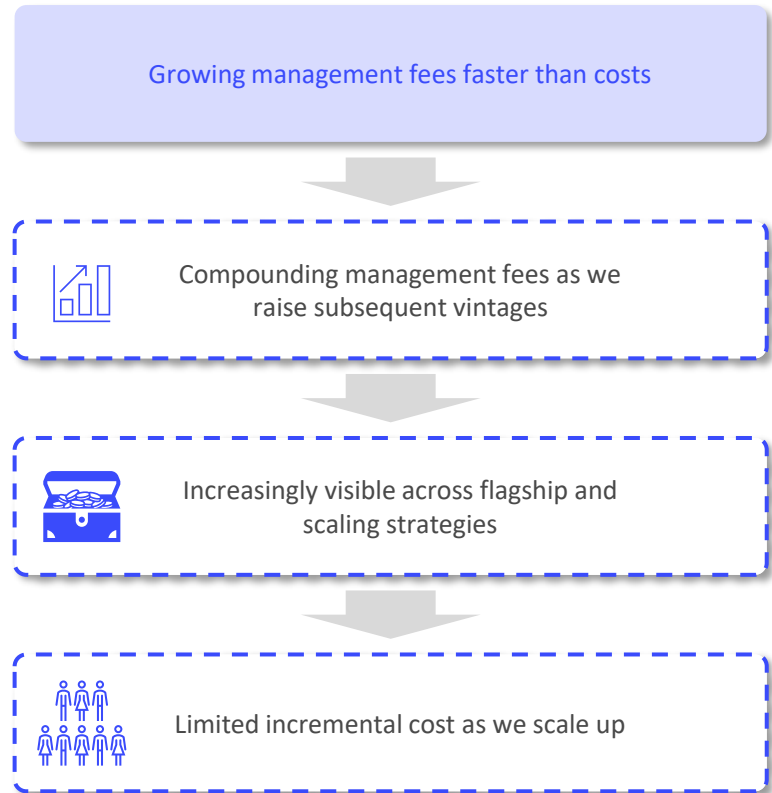 Growing management fees faster than costs
Compounding management fees as we
raise subsequent vintages
Increasingly visible across flagship and
scaling strategies
Limited incremental cost as we scale up